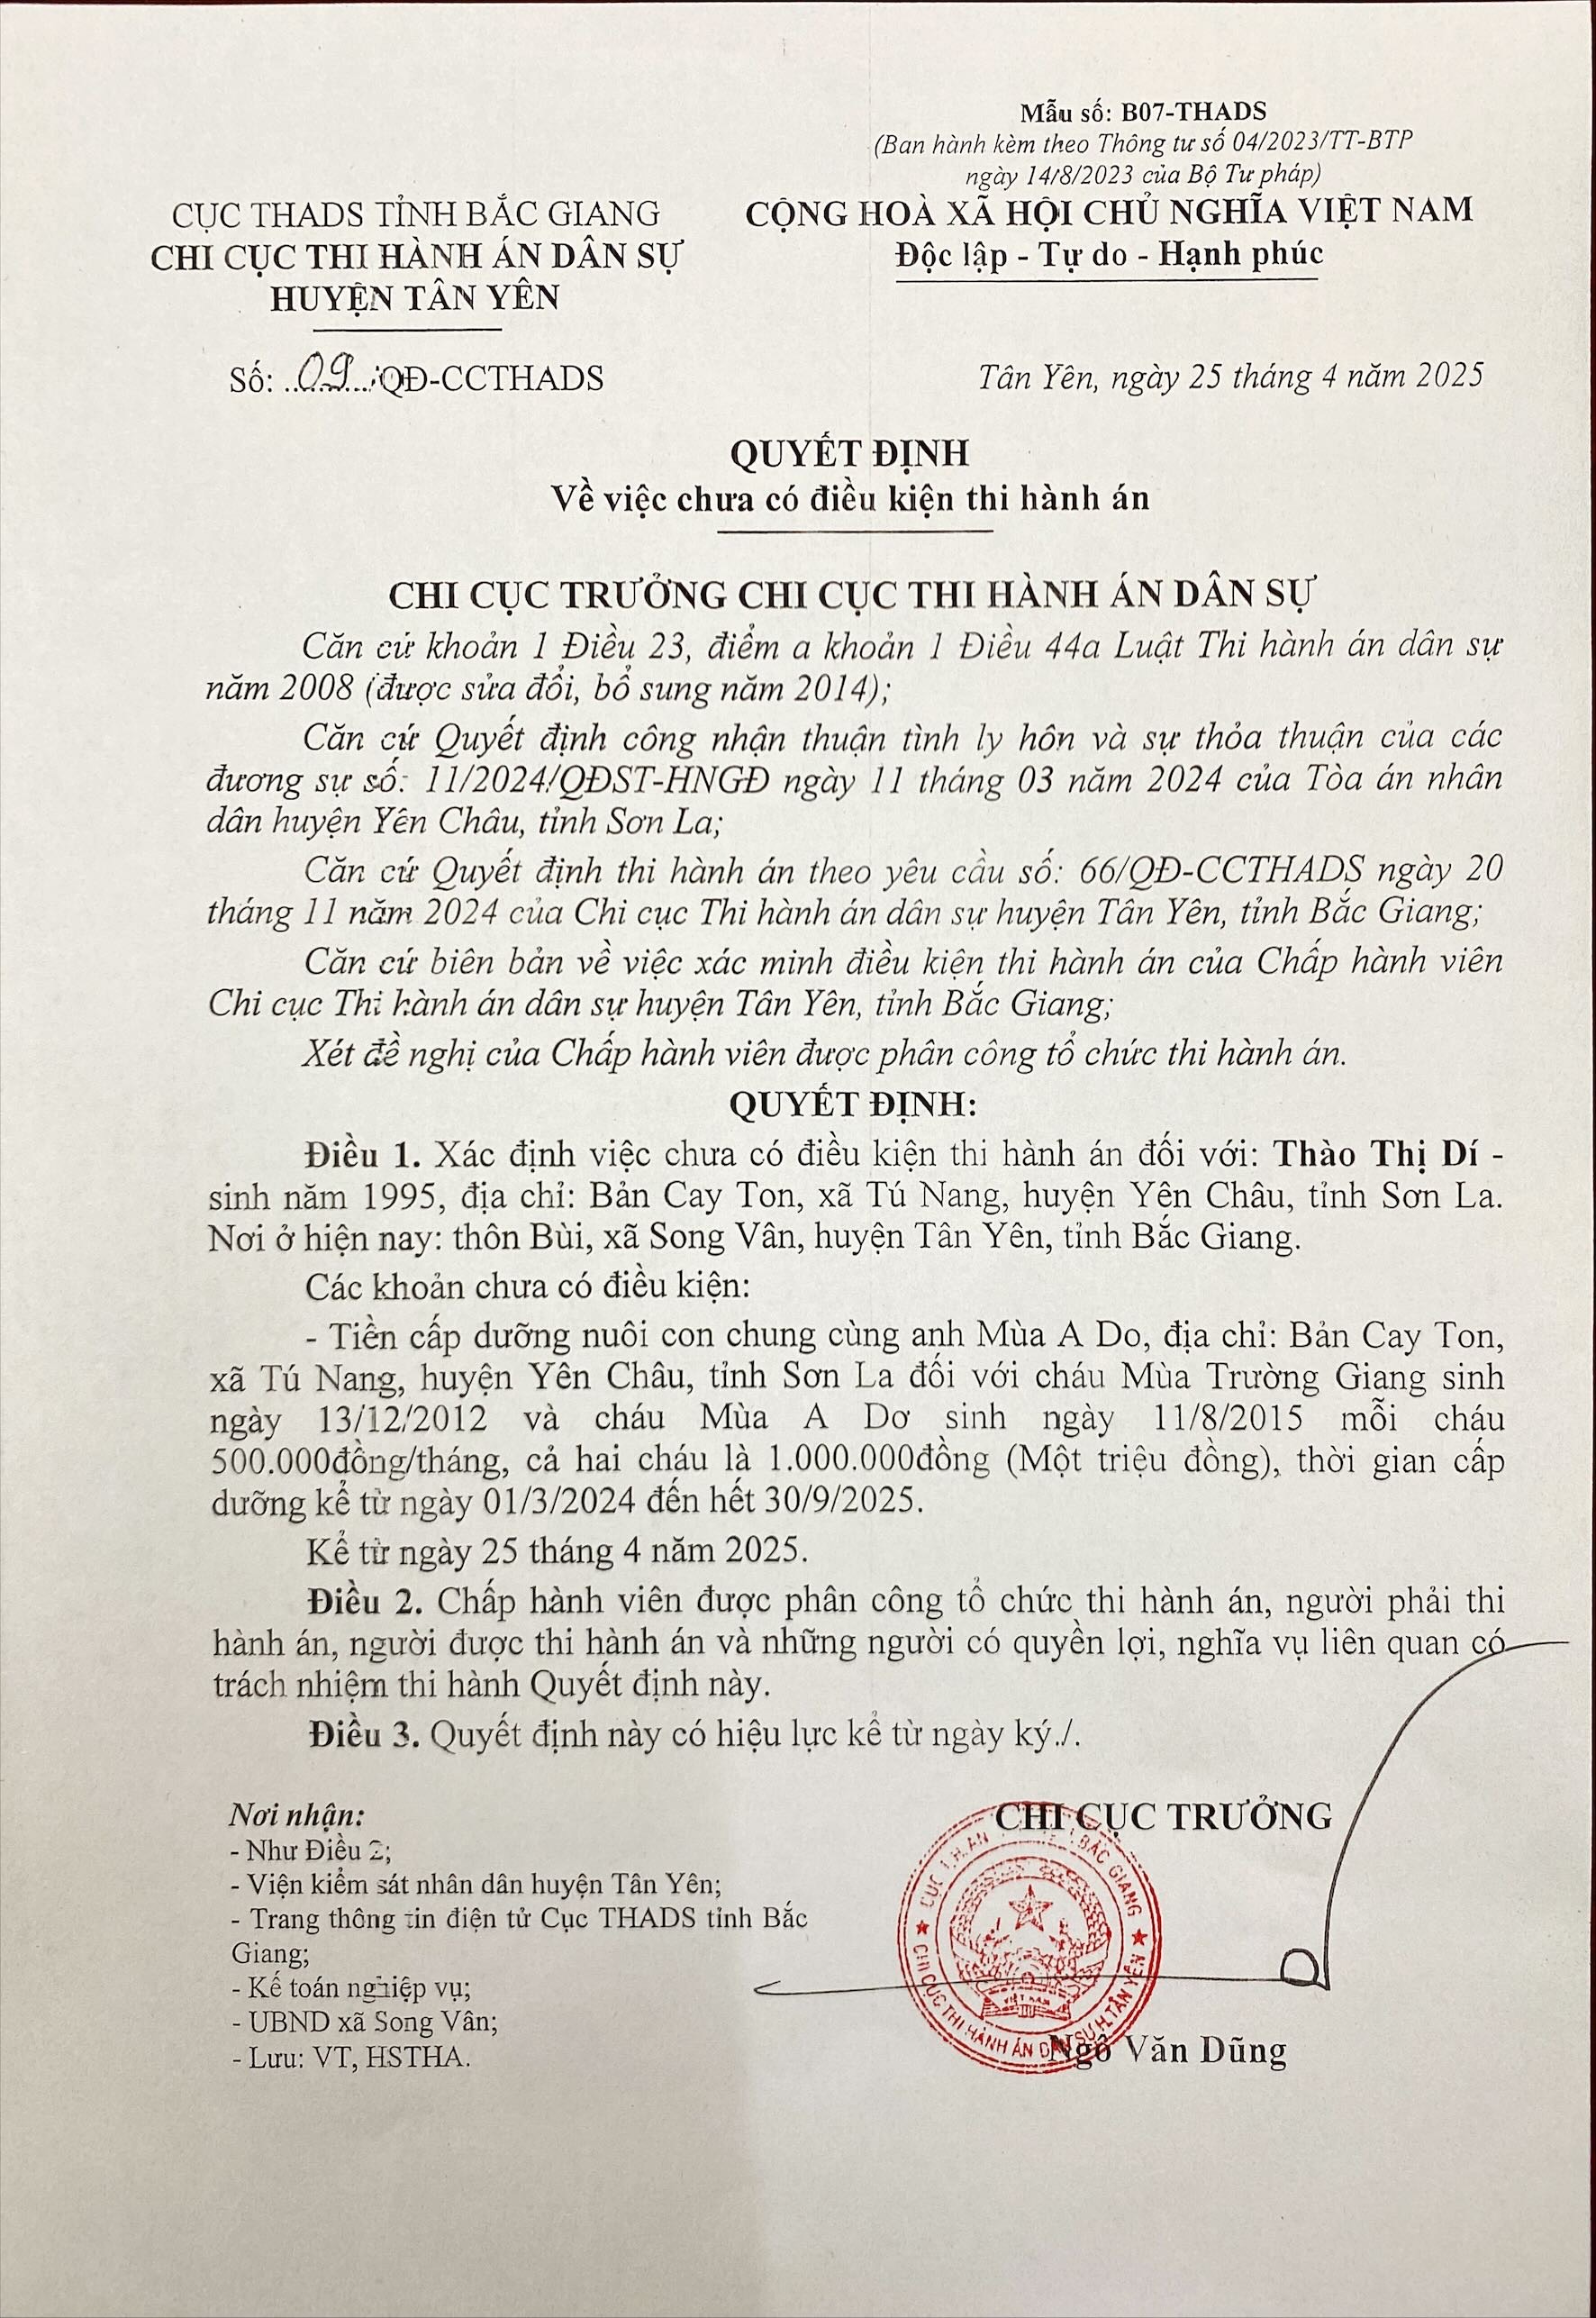 Mẫu số: B07-THADS
(Ban hành kèm theo Thông tư số 04/2023/TT-BTP
ngày 14/8/2023 của Bộ Tư pháp)
CỤC THADS TỈNH BẮC GIANG
CHI CỤC THI HÀNH ÁN DÂN SỰ
HUYỆN TÂN YÊN
CỘNG HOÀ XÃ HỘI CHỦ NGHĨA VIỆT NAM
Độc lập - Tự do - Hạnh phúc
Số: 09/QĐ-CCTHADS
Tân Yên, ngày 25 tháng 4 năm 2025
QUYẾT ĐỊNH
Về việc chưa có điều kiện thi hành án
CHI CỤC TRƯỞNG CHI CỤC THI HÀNH ÁN DÂN SỰ
Căn cứ khoản 1 Điều 23, điểm a khoản 1 Điều 44a Luật Thi hành án dân sự
năm 2008 (được sửa đổi, bổ sung năm 2014);
Căn cứ Quyết định công nhận thuận tình ly hôn và sự thỏa thuận của các
đương sự số: 11/2024/QĐST-HNGĐ ngày 11 tháng 03 năm 2024 của Tòa án nhân
dân huyện Yên Châu, tỉnh Sơn La;
Căn cứ Quyết định thi hành án theo yêu cầu số: 66/QĐ-CCTHADS ngày 20
tháng 11 năm 2024 của Chi cục Thi hành án dân sự huyện Tân Yên, tỉnh Bắc Giang;
Căn cứ biên bản về việc xác minh điều kiện thi hành án của Chấp hành viên
Chi cục Thi hành án dân sự huyện Tân Yên, tỉnh Bắc Giang;
Xét đề nghị của Chấp hành viên được phân công tổ chức thi hành án.
QUYẾT ĐỊNH:
Điều 1. Xác định việc chưa có điều kiện thi hành án đối với: Thào Thị Dí -
sinh năm 1995, địa chỉ: Bản Cay Ton, xã Tú Nang, huyện Yên Châu, tỉnh Sơn La.
Nơi ở hiện nay: thôn Bùi, xã Song Vân, huyện Tân Yên, tỉnh Bắc Giang.
Các khoản chưa có điều kiện:
- Tiền cấp dưỡng nuôi con chung cùng anh Mùa A Do, địa chỉ: Bản Cay Ton,
xã Tú Nang, huyện Yên Châu, tỉnh Sơn La đối với cháu Mùa Trường Giang sinh
ngày 13/12/2012 và cháu Mùa A Dơ sinh ngày 11/8/2015 mỗi cháu
500.000đồng/tháng, cả hai cháu là 1.000.000đồng (Một triệu đồng), thời gian cấp
dưỡng kể từ ngày 01/3/2024 đến hết 30/9/2025.
Kể từ ngày 25 tháng 4 năm 2025.
Điều 2. Chấp hành viên được phân công tổ chức thi hành án, người phải thi
hành án, người được thi hành án và những người có quyền lợi, nghĩa vụ liên quan có
trách nhiệm thi hành Quyết định này.
Điều 3. Quyết định này có hiệu lực kể từ ngày ký./.
Nơi nhận:
- Như Điều 2;
- Viện kiểm sát nhân dân huyện Tân Yên;
- Trang thông tin điện tử Cục THADS tỉnh Bắc
Giang;
- Kế toán nghiệp vụ;
- UBND xã Song Vân;
- Lưu: VT, HSTHA.
CHI CỤC TRƯỞNG
BẮC GIANG
VIỆT NAM
CHI CỤC THI HÀNH ÁN DÂN SỰ H.TÂN YÊN
Ngô Văn Dũng